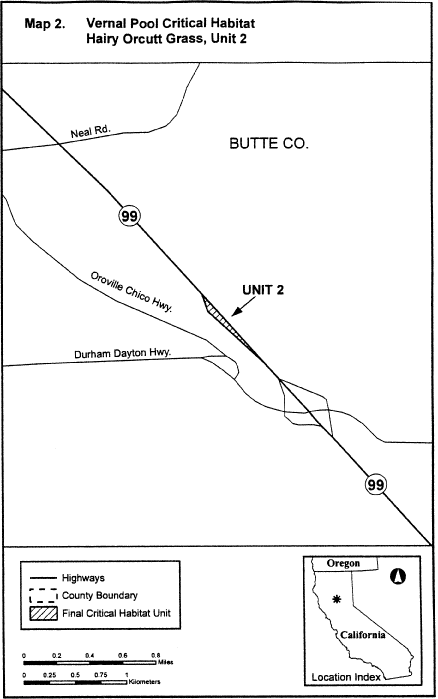 Map 2. Vernal Pool Critical Habitat
Hairy Orcutt Grass, Unit 2
Neal Rd.
BUTTE CO.
99
Oroville Chico Hwy.
UNIT 2
Durham Dayton Hwy.
99
Highways
County Boundary
Final Critical Habitat Unit
0 0.2 0.4 0.6 0.8
Miles
0 0.25 0.5 0.75 1
Kilometers
Oregon
California
Location Index